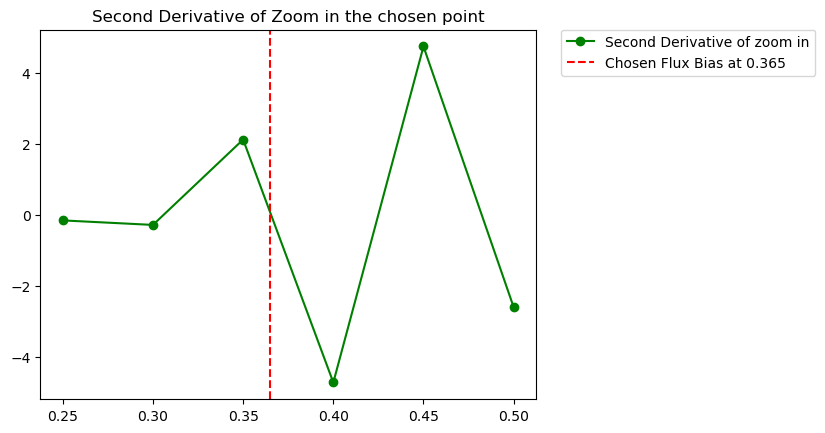 Second Derivative of Zoom in the chosen point
Second Derivative of zoom in
Chosen Flux Bias at 0.365
4
2
0
−2
−4
0.25 0.30 0.35 0.40 0.45 0.50